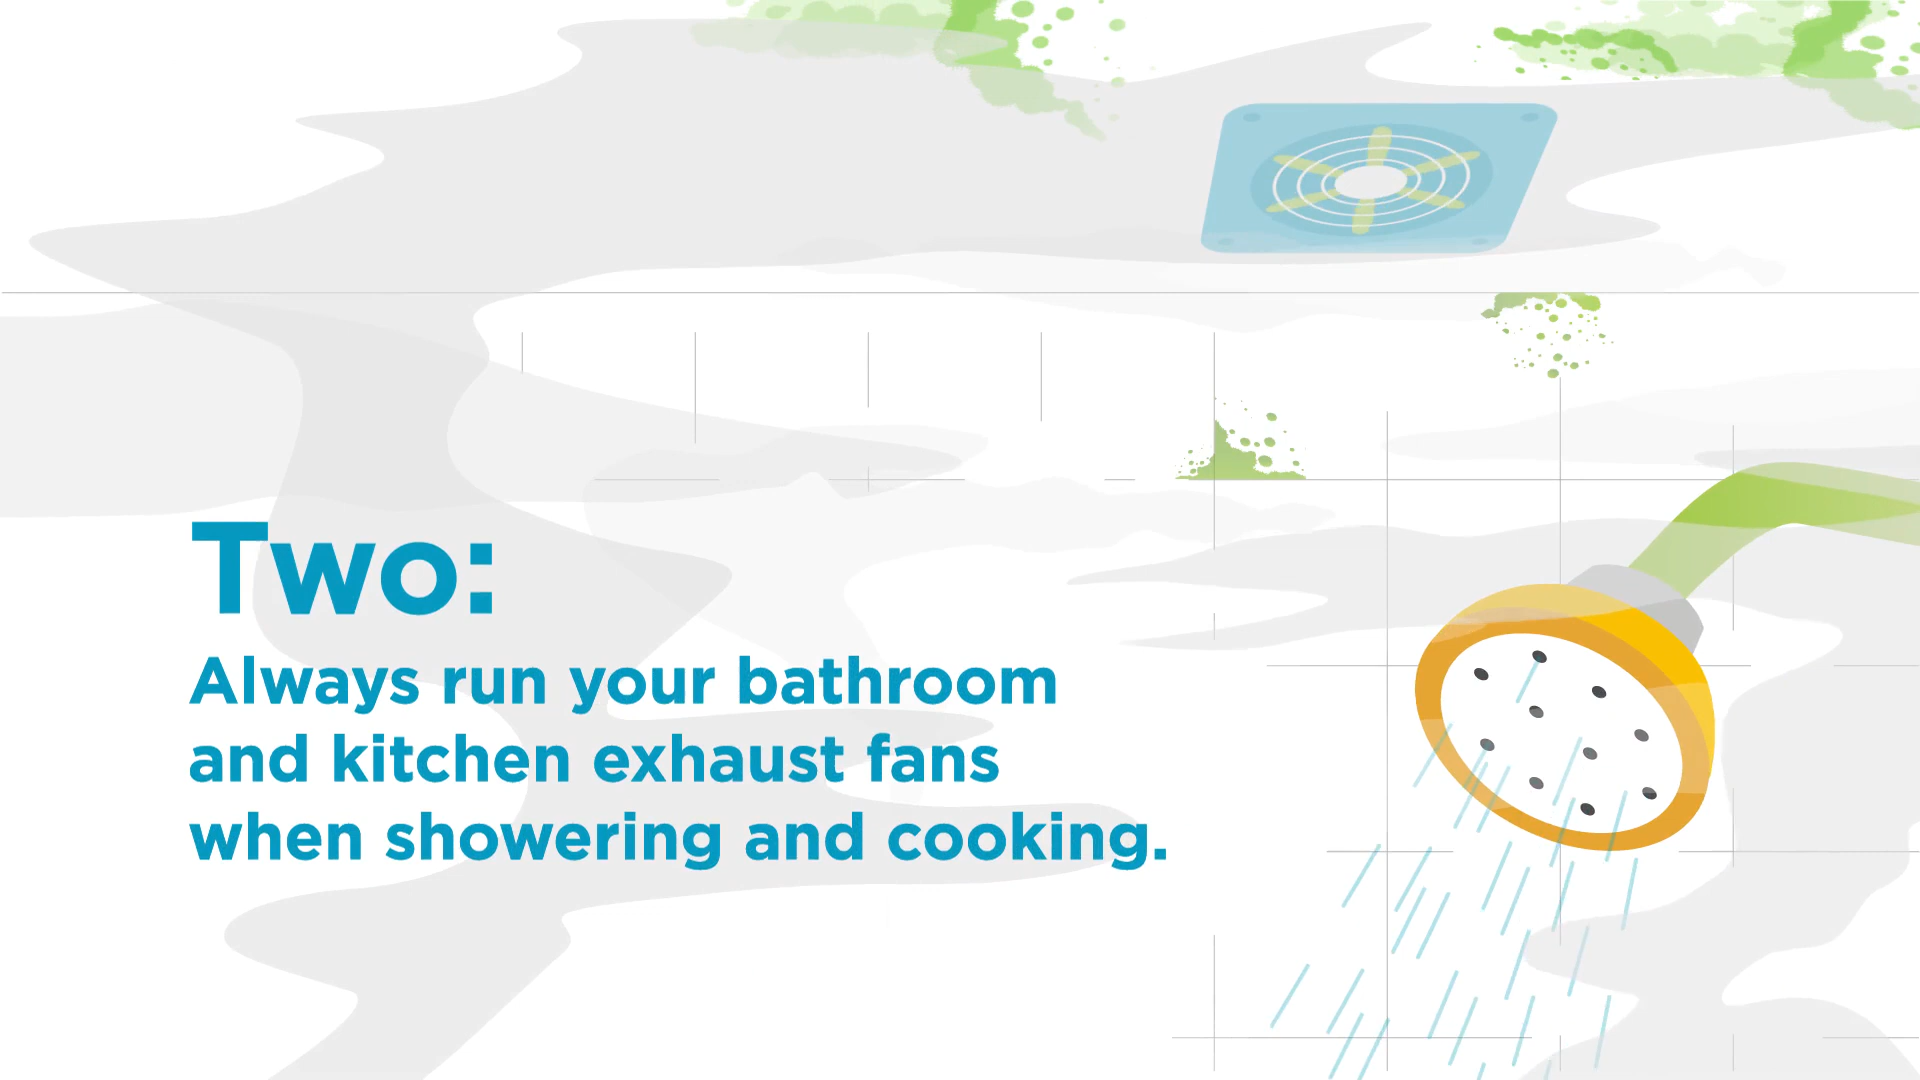 Two:
Always run your bathroom
and kitchen exhaust fans
when showering and cooking.